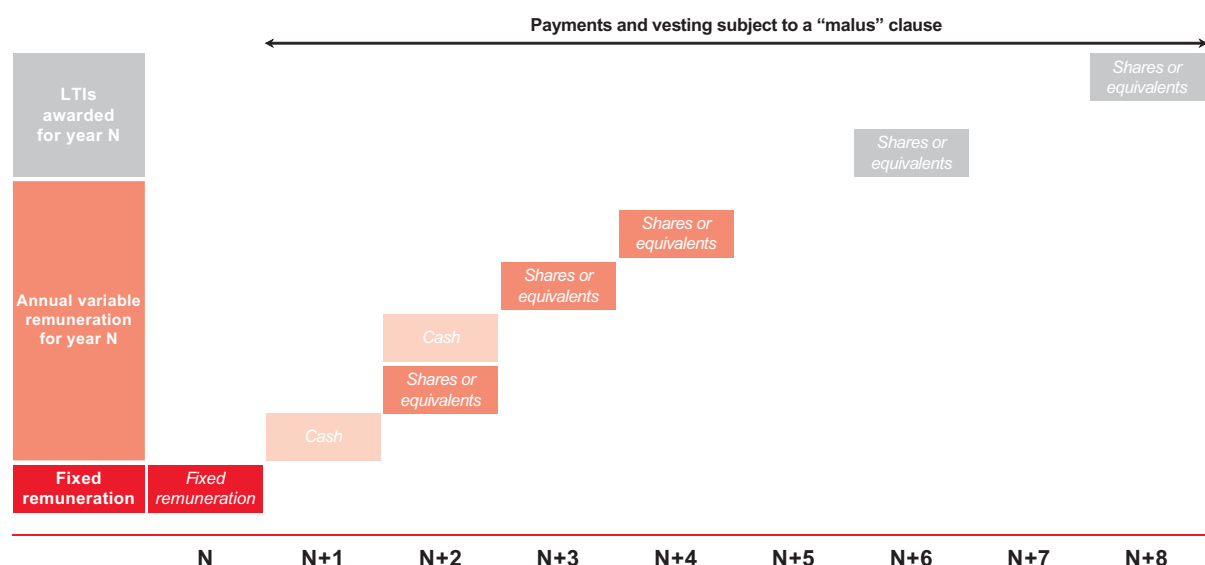 Payments and vesting subject to a “malus” clause
LTIs
awarded
for year N
Shares or
equivalents
Shares or
equivalents
Annual variable
remuneration
for year N
Shares or
equivalents
Shares or
equivalents
Cash
Shares or
equivalents
Cash
Fixed
remuneration
Fixed
remuneration
N N+1 N+2 N+3 N+4 N+5 N+6 N+7 N+8